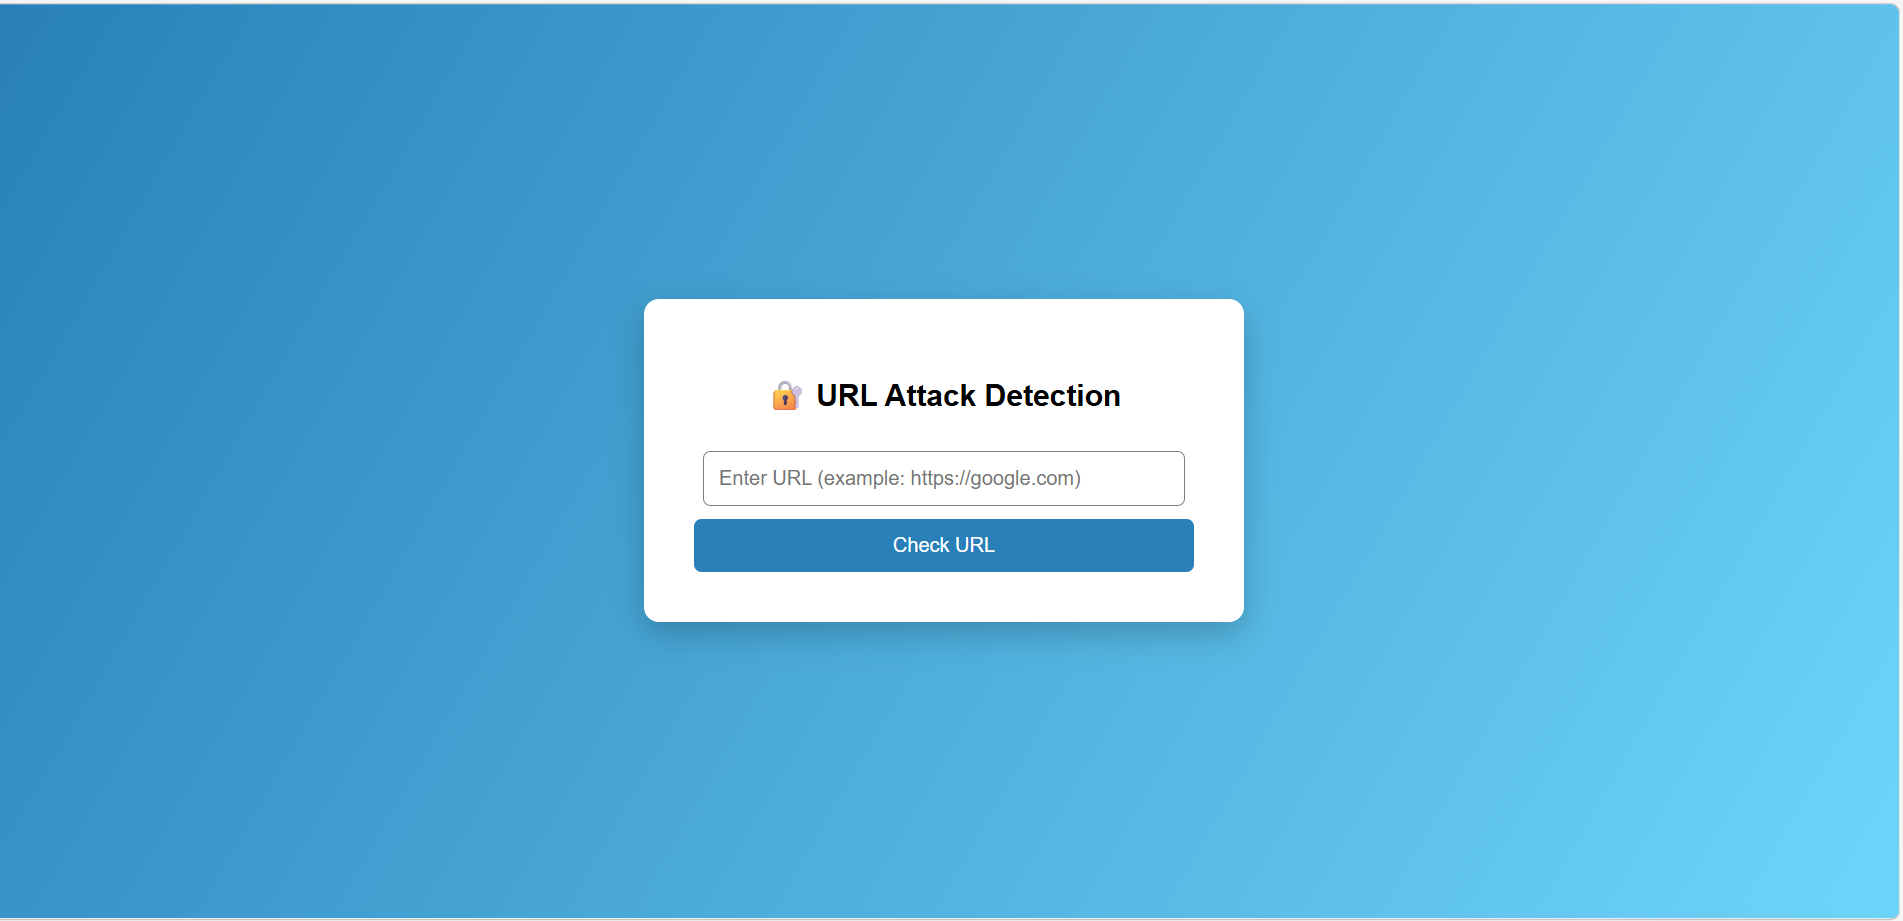 🔐 URL Attack Detection
Enter URL (example: https://google.com)
Check URL